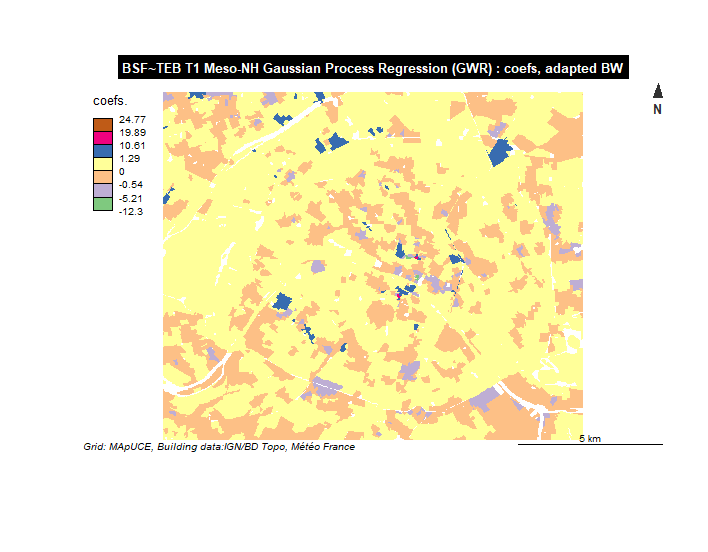 BSF~TEB T1 Meso-NH Gaussian Process Regression (GWR) : coefs, adapted BW
N
coefs.
24.77
19.89
10.61
1.29
0
-0.54
-5.21
-12.3
5 km
Grid: MApUCE, Building data:IGN/BD Topo, Météo France